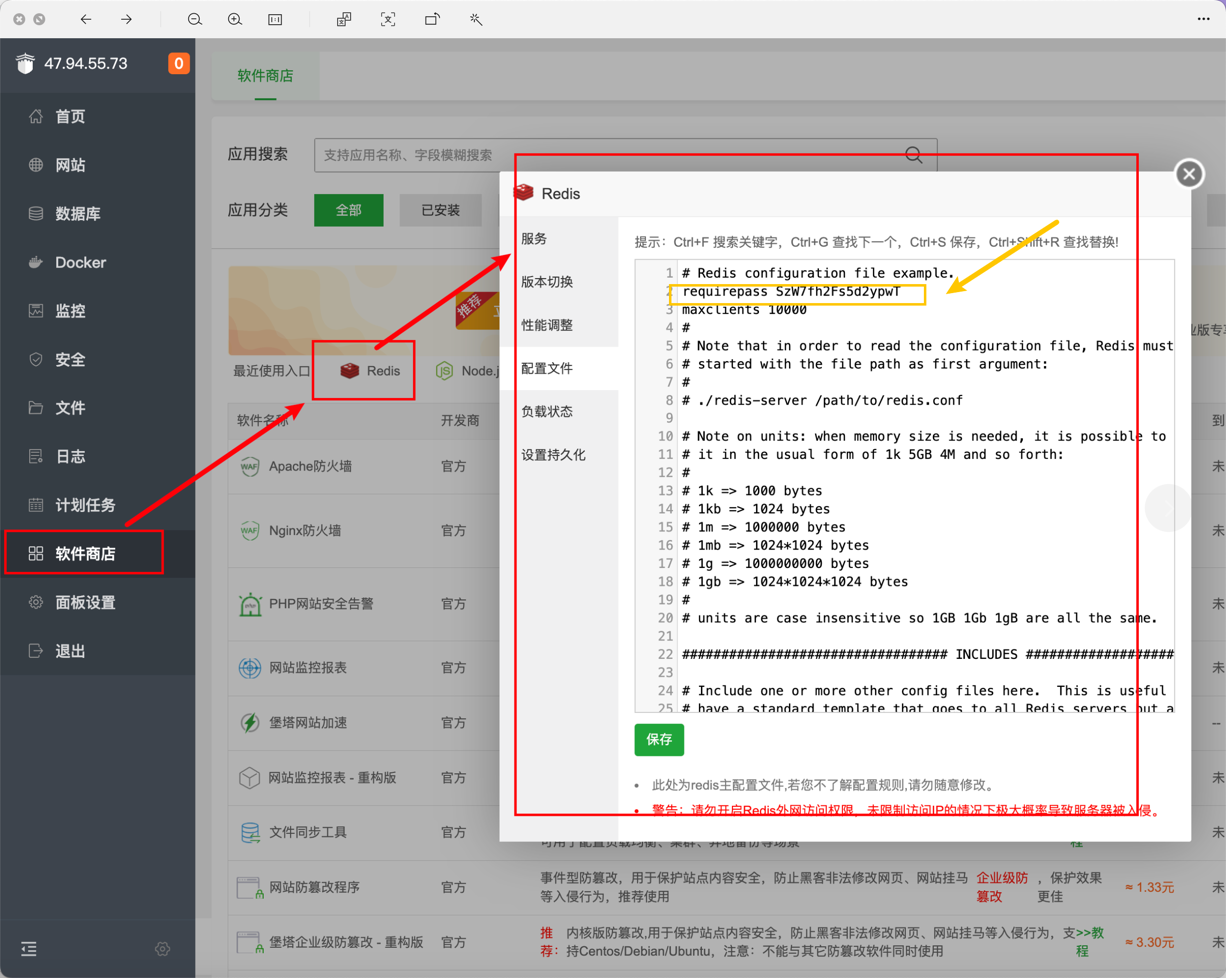 47.94.55.73
0
首页
网站
数据库
Docker
监控
安全
文件
日志
计划任务
软件商店
面板设置
退出
软件商店
应用搜索
支持应用名称、字段模糊搜索
应用分类
全部
已安装
推荐
最近使用入口
Redis
Node.j
软件名称
开发商
到
Apache防火墙
官方
未
Nginx防火墙
官方
未
PHP网站安全告警
官方
未
网站监控报表
官方
未
堡塔网站加速
官方
--
网站监控报表 - 重构版
官方
未
文件同步工具
官方
未
网站防篡改程序
官方
事件型防篡改，用于保护站点内容安全，防止黑客非法修改网页、网站挂马等入侵行为，推荐使用
企业级防篡改
，保护效果更佳
≈ 1.33元
未
堡塔企业级防篡改 - 重构版
官方
推荐：
内核版防篡改,用于保护站点内容安全，防止黑客非法修改网页、网站挂马等入侵行为，支持Centos/Debian/Ubuntu，注意：不能与其它防篡改软件同时使用
>>教程
≈ 3.30元
未
Redis
服务
版本切换
性能调整
配置文件
负载状态
设置持久化
提示：Ctrl+F 搜索关键字，Ctrl+G 查找下一个，Ctrl+S 保存，Ctrl+Shift+R 查找替换!
1 # Redis configuration file example.
2 requirepass SzW7fh2Fs5d2ypwT
3 maxclients 10000
4 #
5 # Note that in order to read the configuration file, Redis must
6 # started with the file path as first argument:
7 #
8 # ./redis-server /path/to/redis.conf
9
10 # Note on units: when memory size is needed, it is possible to
11 # it in the usual form of 1k 5GB 4M and so forth:
12 #
13 # 1k => 1000 bytes
14 # 1kb => 1024 bytes
15 # 1m => 1000000 bytes
16 # 1mb => 1024*1024 bytes
17 # 1g => 1000000000 bytes
18 # 1gb => 1024*1024*1024 bytes
19 #
20 # units are case insensitive so 1GB 1Gb 1gB are all the same.
21
22 ################################## INCLUDES ###################
23
24 # Include one or more other config files here.  This is useful
25 # have a standard template that goes to all Redis servers but a
保存
此处为redis主配置文件,若您不了解配置规则,请勿随意修改。
警告：请勿开启Redis外网访问权限，未限制访问IP的情况下极大概率导致服务器被入侵。